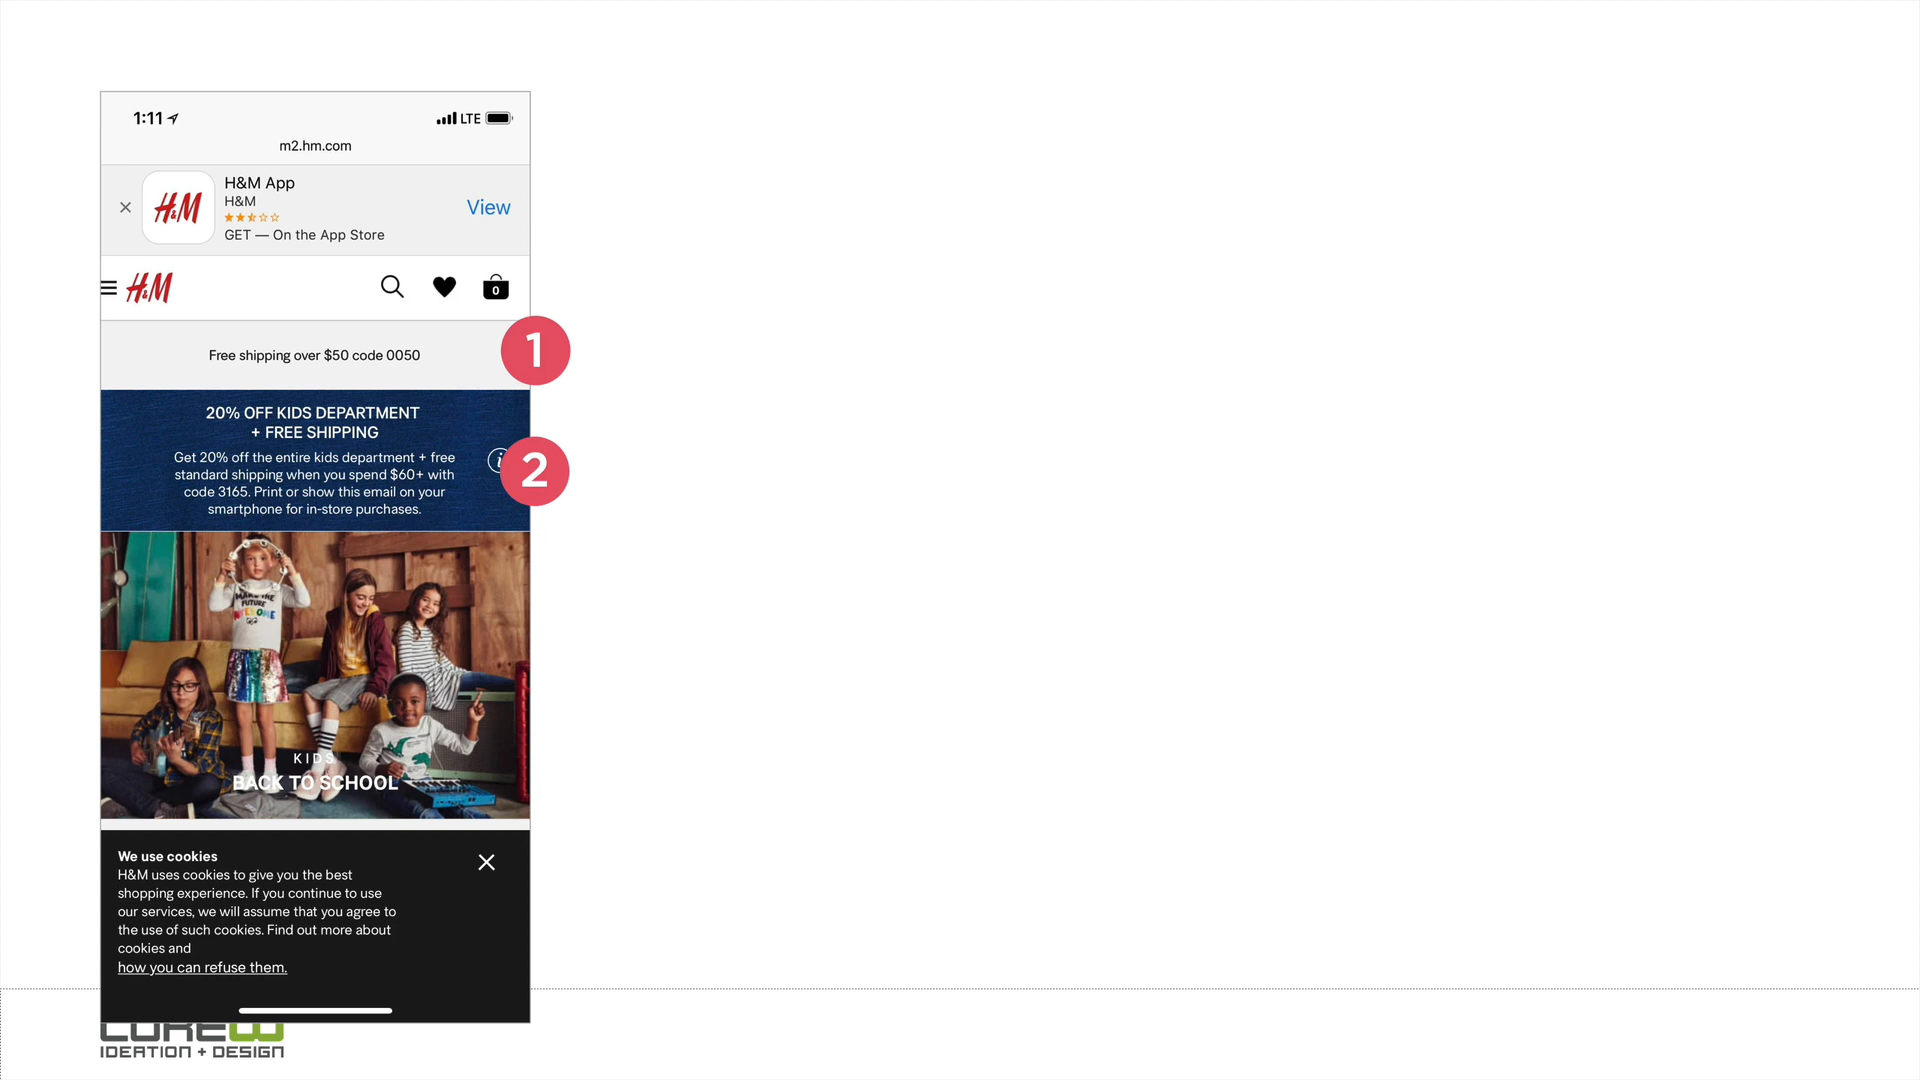 1:11
LTE
m2.hm.com
H&M App
H&M
H&M
GET — On the App Store
View
H&M
0
Free shipping over $50 code 0050
1
20% OFF KIDS DEPARTMENT
+ FREE SHIPPING
Get 20% off the entire kids department + free
standard shipping when you spend $60+ with
code 3165. Print or show this email on your
smartphone for in-store purchases.
i
2
MAKE THE
FUTURE
AWESOME
KIDS
BACK TO SCHOOL
We use cookies
H&M uses cookies to give you the best
shopping experience. If you continue to use
our services, we will assume that you agree to
the use of such cookies. Find out more about
cookies and
how you can refuse them.
IDEATION + DESIGN